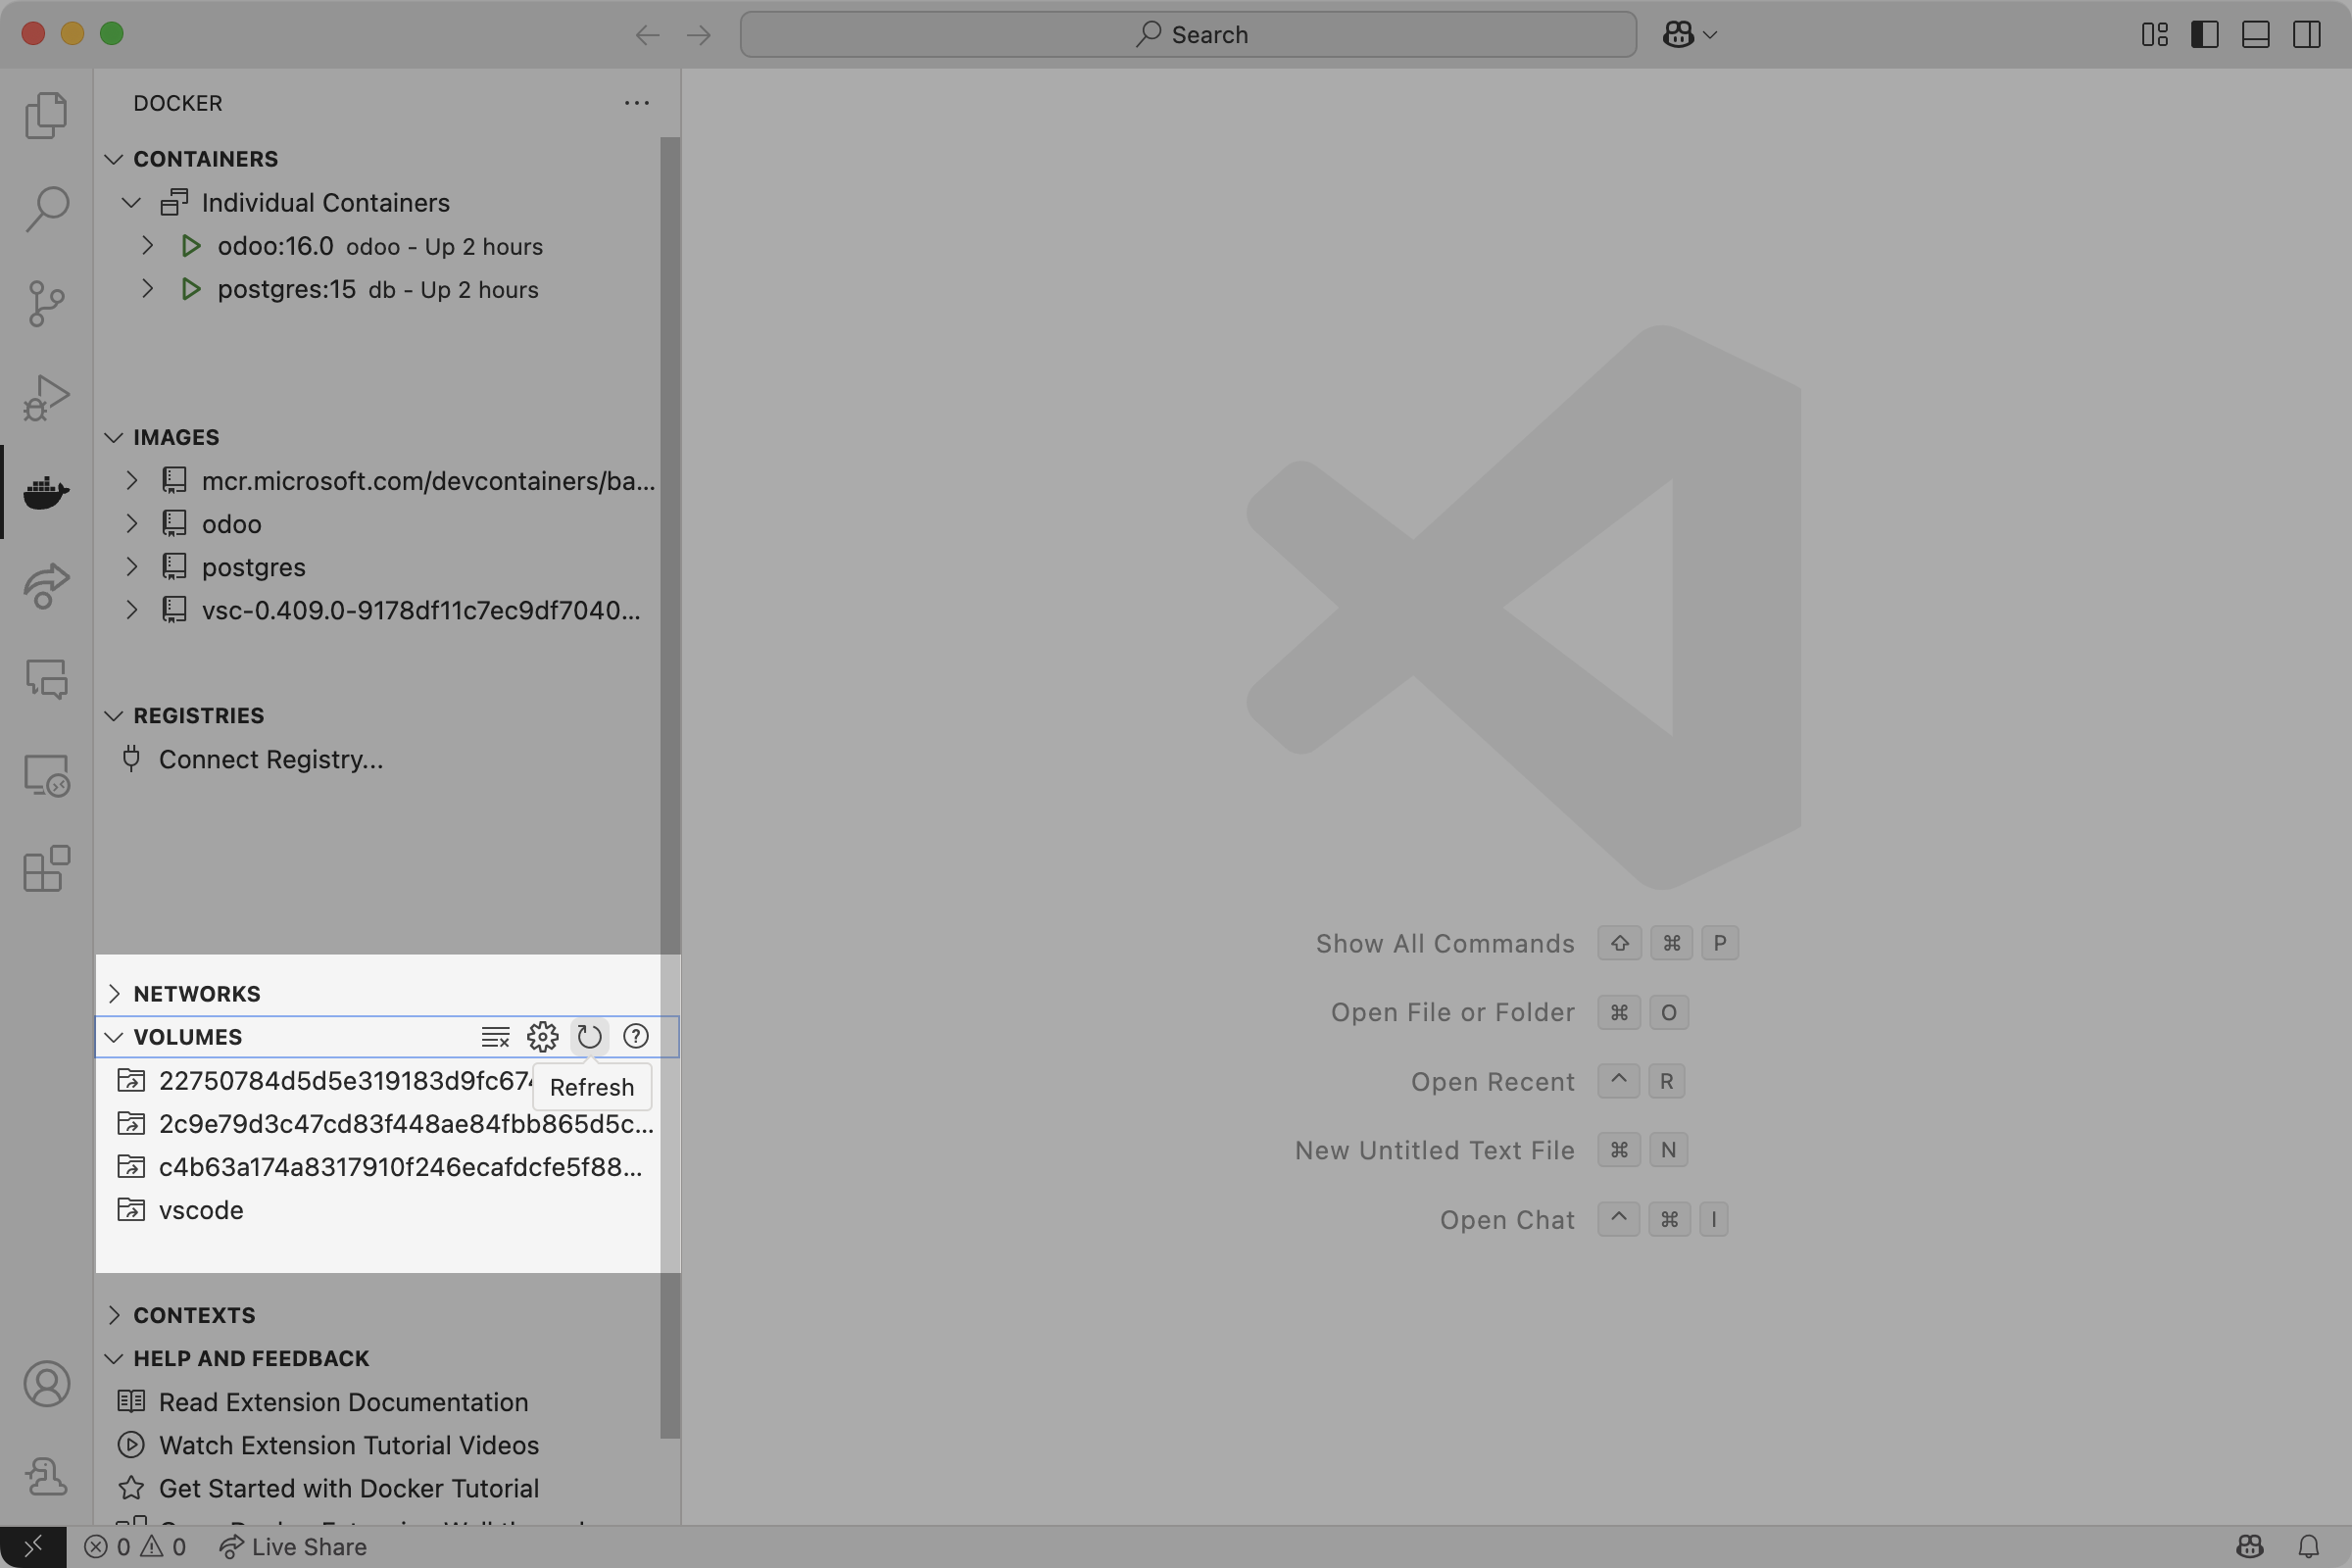 Search
DOCKER
CONTAINERS
Individual Containers
odoo:16.0 odoo - Up 2 hours
postgres:15 db - Up 2 hours
IMAGES
mcr.microsoft.com/devcontainers/ba...
odoo
postgres
vsc-0.409.0-9178df11c7ec9df7040...
REGISTRIES
Connect Registry...
NETWORKS
VOLUMES
22750784d5d5e319183d9fc674
Refresh
2c9e79d3c47cd83f448ae84fbb865d5c...
c4b63a174a8317910f246ecafdcfe5f88...
vscode
CONTEXTS
HELP AND FEEDBACK
Read Extension Documentation
Watch Extension Tutorial Videos
Get Started with Docker Tutorial
Show All Commands ⇧ ⌘ P
Open File or Folder ⌘ O
Open Recent ^ R
New Untitled Text File ⌘ N
Open Chat ^ ⌘ I
0 0 Live Share